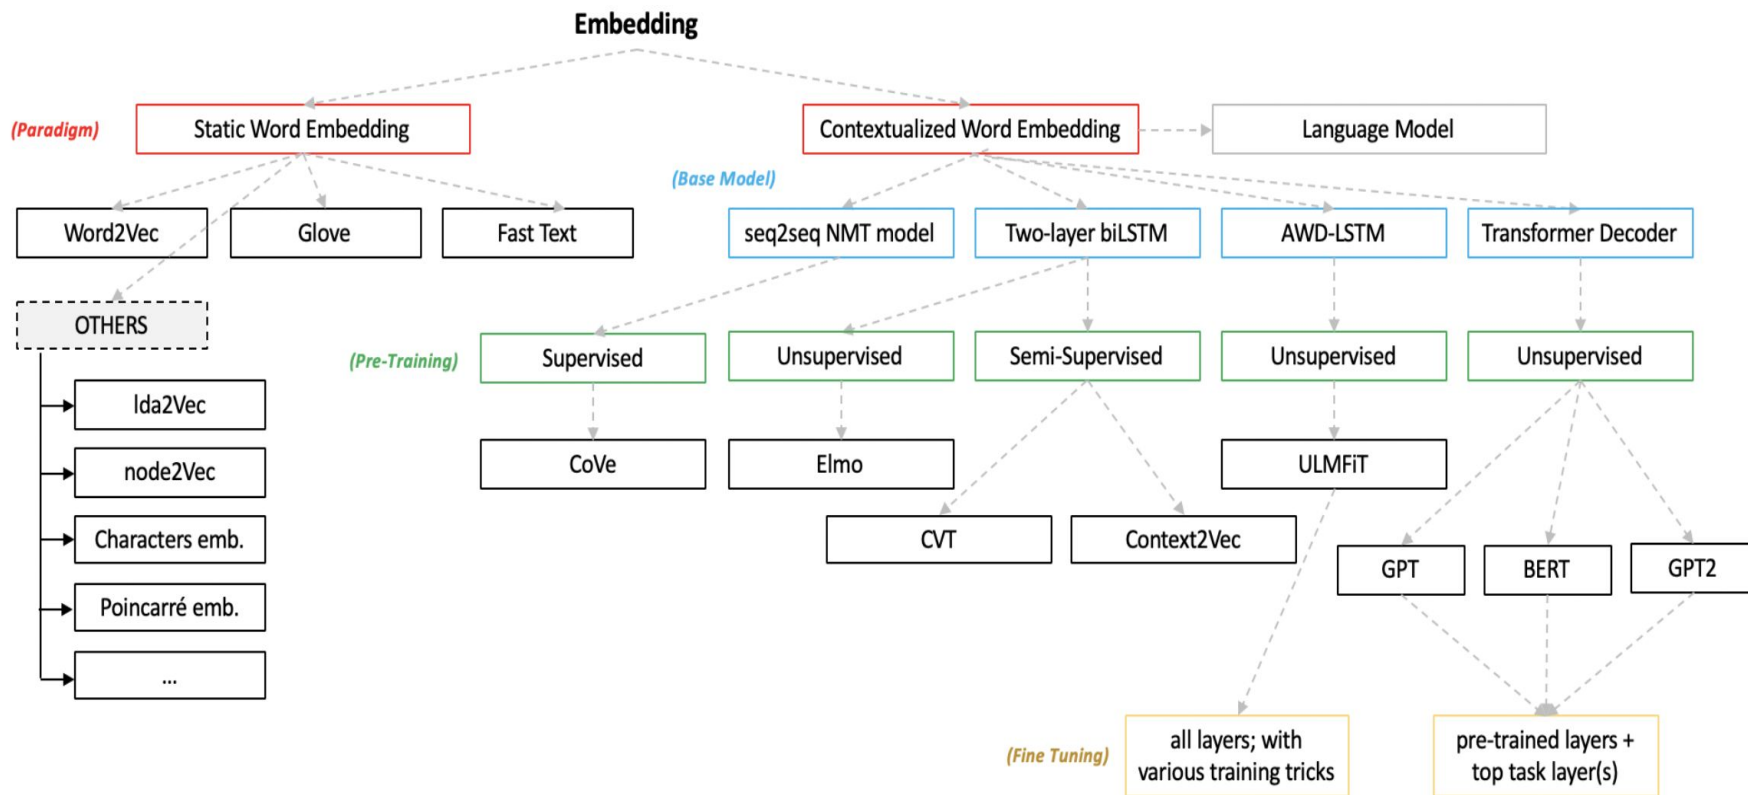 Embedding
(Paradigm)
Static Word Embedding
Contextualized Word Embedding
Language Model
(Base Model)
Word2Vec
Glove
Fast Text
seq2seq NMT model
Two-layer biLSTM
AWD-LSTM
Transformer Decoder
OTHERS
(Pre-Training)
Supervised
Unsupervised
Semi-Supervised
Unsupervised
Unsupervised
lda2Vec
node2Vec
Characters emb.
Poincarré emb.
...
CoVe
Elmo
ULMFiT
CVT
Context2Vec
GPT
BERT
GPT2
(Fine Tuning)
all layers; with
various training tricks
pre-trained layers +
top task layer(s)